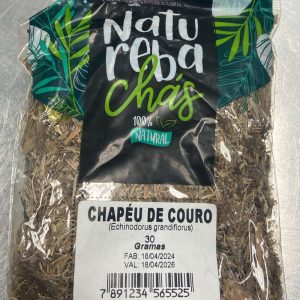 Natu
reba
chás
100%
NATURAL
CHAPÉU DE COURO
(Echinodorus grandiflorus)
30
Gramas
FAB: 18/04/2024
VAL: 18/04/2026
7 891234 565525